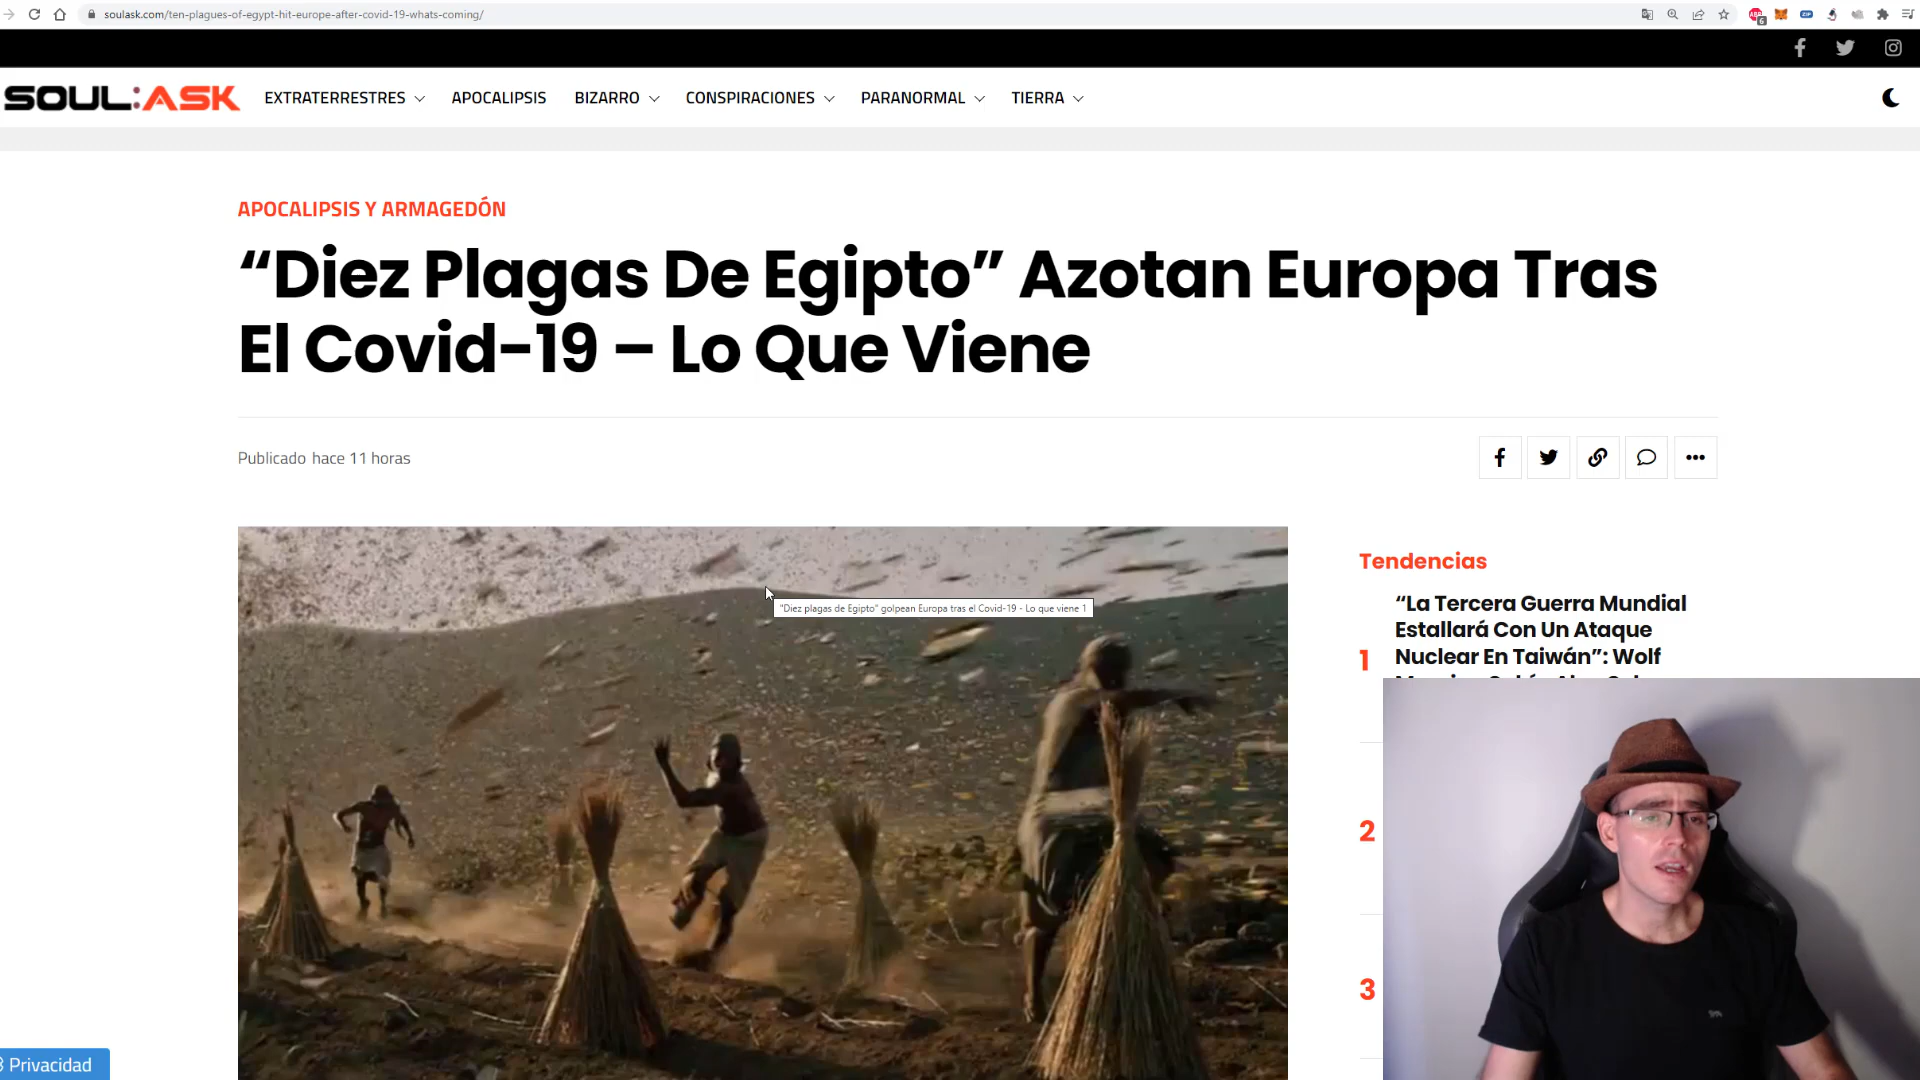 soulask.com/ten-plagues-of-egypt-hit-europe-after-covid-19-whats-coming/
SOUL:ASK
EXTRATERRESTRES
APOCALIPSIS
BIZARRO
CONSPIRACIONES
PARANORMAL
TIERRA
APOCALIPSIS Y ARMAGEDÓN
“Diez Plagas De Egipto” Azotan Europa Tras
El Covid-19 – Lo Que Viene
Publicado hace 11 horas
"Diez plagas de Egipto" golpean Europa tras el Covid-19 - Lo que viene 1
Tendencias
1
“La Tercera Guerra Mundial
Estallará Con Un Ataque
Nuclear En Taiwán”: Wolf
2
3
Privacidad